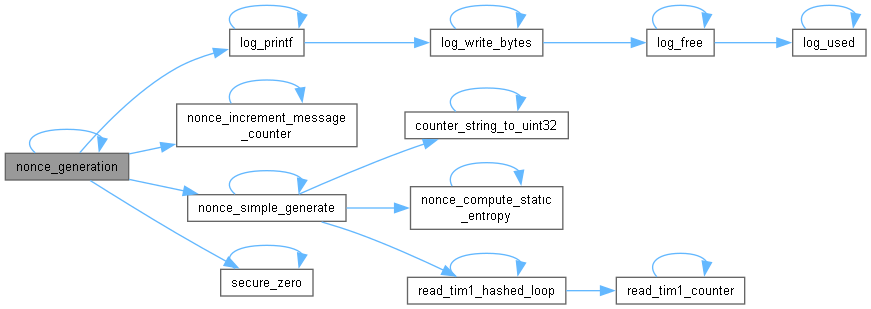 log_printf
log_write_bytes
log_free
log_used
nonce_increment_message
_counter
counter_string_to_uint32
nonce_generation
nonce_simple_generate
nonce_compute_static
_entropy
secure_zero
read_tim1_hashed_loop
read_tim1_counter